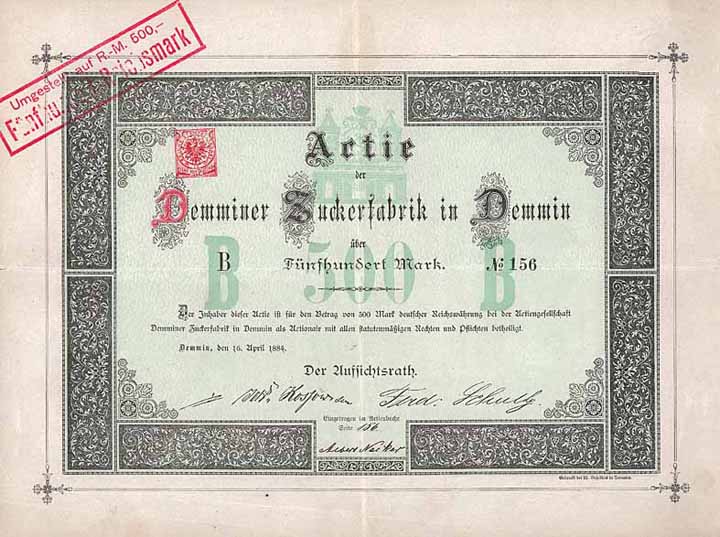 Umgestellt auf R.-M. 500,-
Fünfhundert Reichsmark
Actie
der
Demminer Zuckerfabrik in Demmin
über
B Fünfhundert Mark. № 156
B 500 B
Der Inhaber dieser Actie ist für den Betrag von 500 Mark deutscher Reichswährung bei der Actiengesellschaft
Demminer Zuckerfabrik in Demmin als Actionair mit allen statutenmäßigen Rechten und Pflichten betheiligt.
Demmin, den 16. April 1884.
Der Aufsichtsrath.
Ferd. Schultz
Eingetragen im Actienbuche
Seite 156